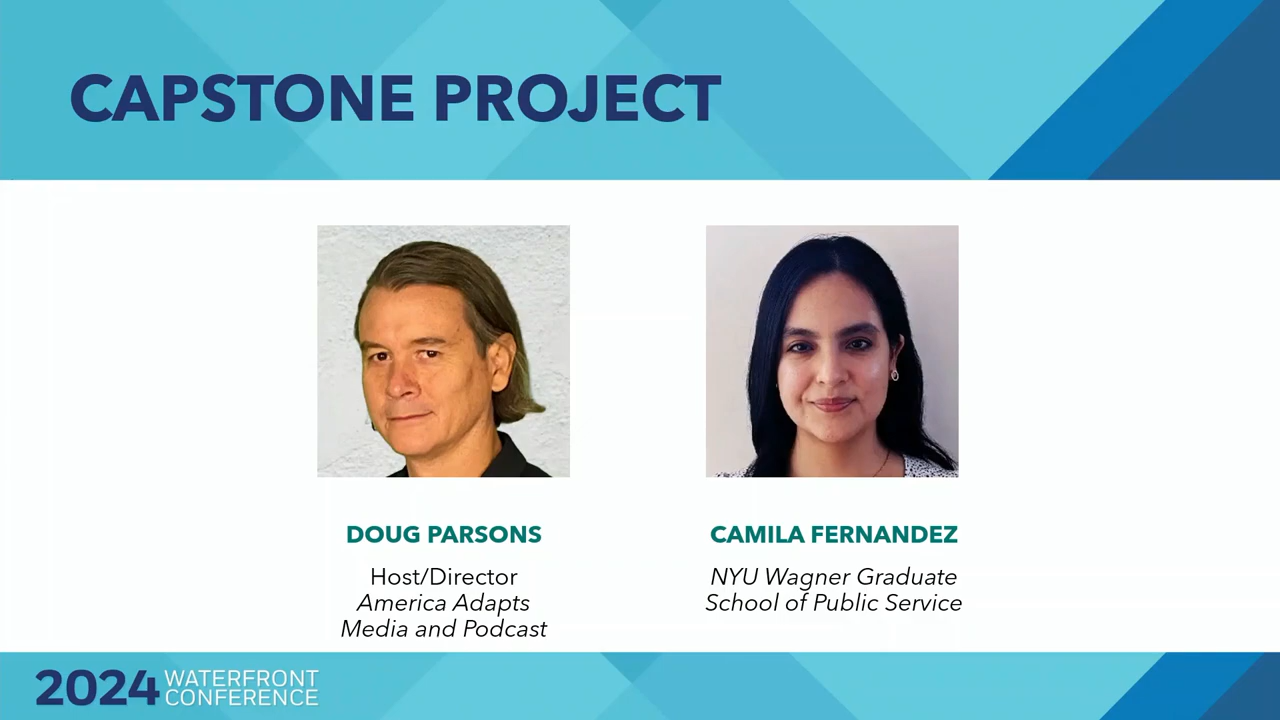 CAPSTONE PROJECT
DOUG PARSONS
Host/Director
America Adapts
Media and Podcast
CAMILA FERNANDEZ
NYU Wagner Graduate
School of Public Service
2024 WATERFRONT
CONFERENCE